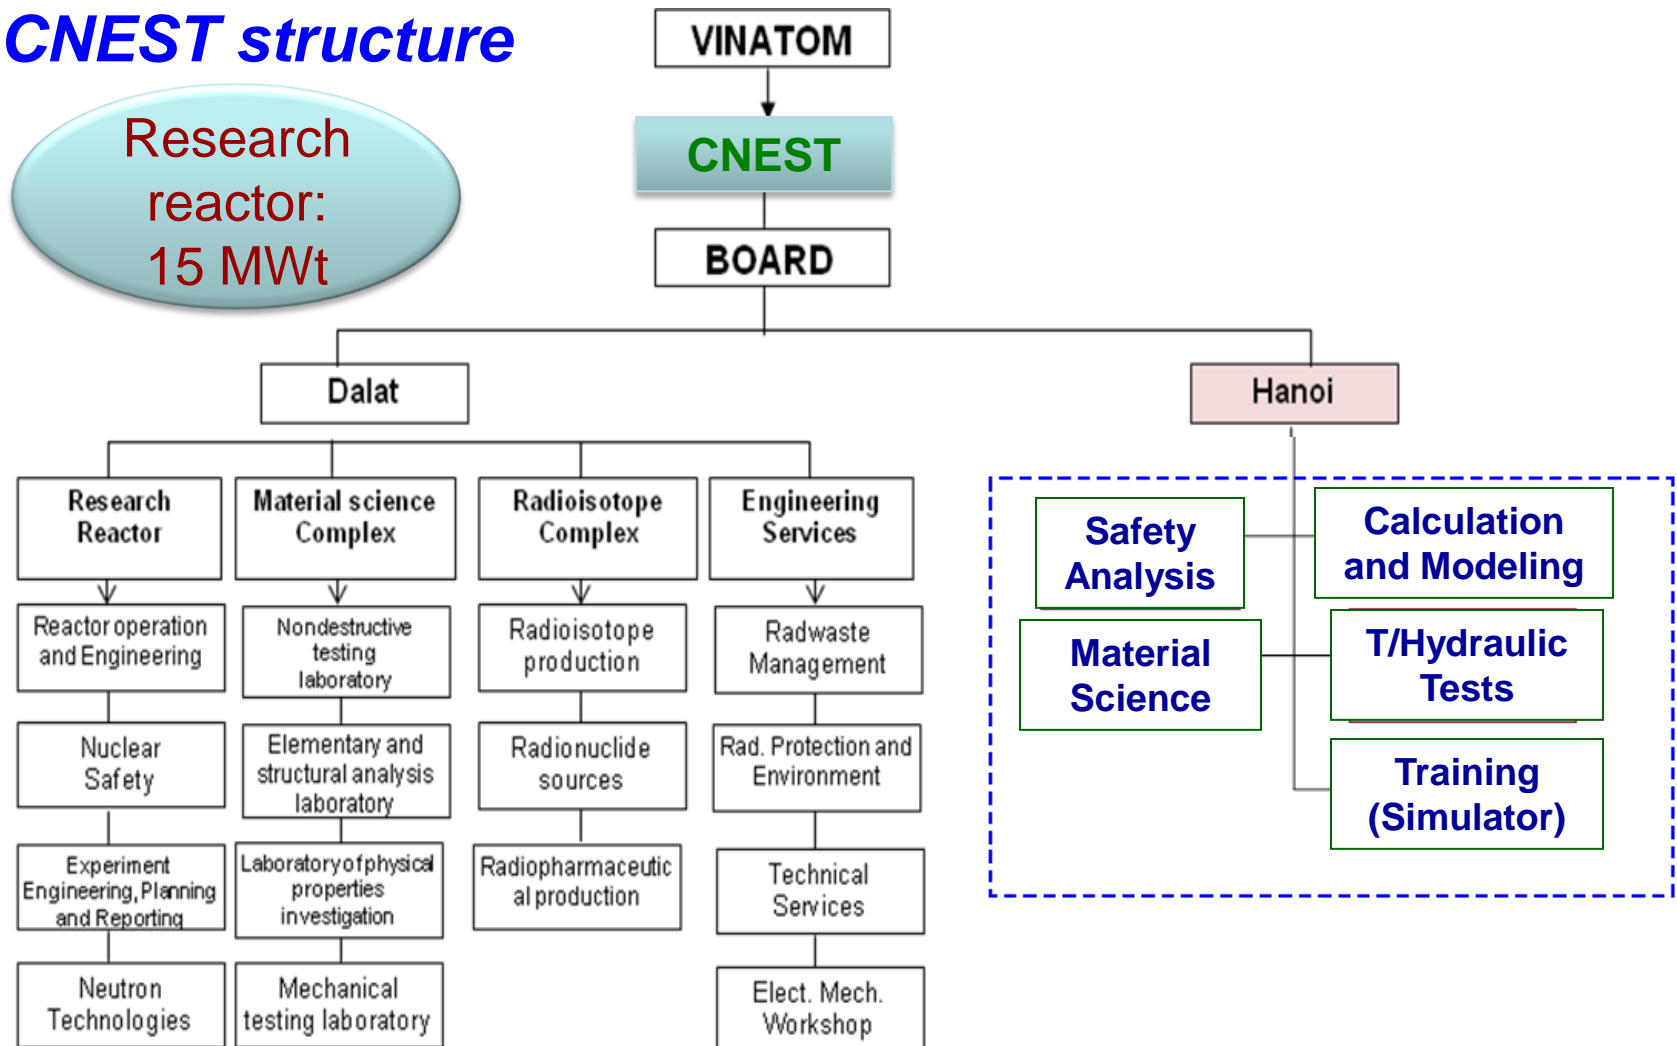 CNEST structure
VINATOM
Research
reactor:
15 MWt
CNEST
BOARD
Dalat
Hanoi
Research
Reactor
Material science
Complex
Radioisotope
Complex
Engineering
Services
Reactor operation
and Engineering
Nondestructive
testing
laboratory
Radioisotope
production
Radwaste
Management
Nuclear
Safety
Elementary and
structural analysis
laboratory
Radionuclide
sources
Rad. Protection and
Environment
Experiment
Engineering, Planning
and Reporting
Laboratory of physical
properties
investigation
Radiopharmaceutic
al production
Technical
Services
Neutron
Technologies
Mechanical
testing laboratory
Elect. Mech.
Workshop
Safety
Analysis
Calculation
and Modeling
Material
Science
T/Hydraulic
Tests
Training
(Simulator)